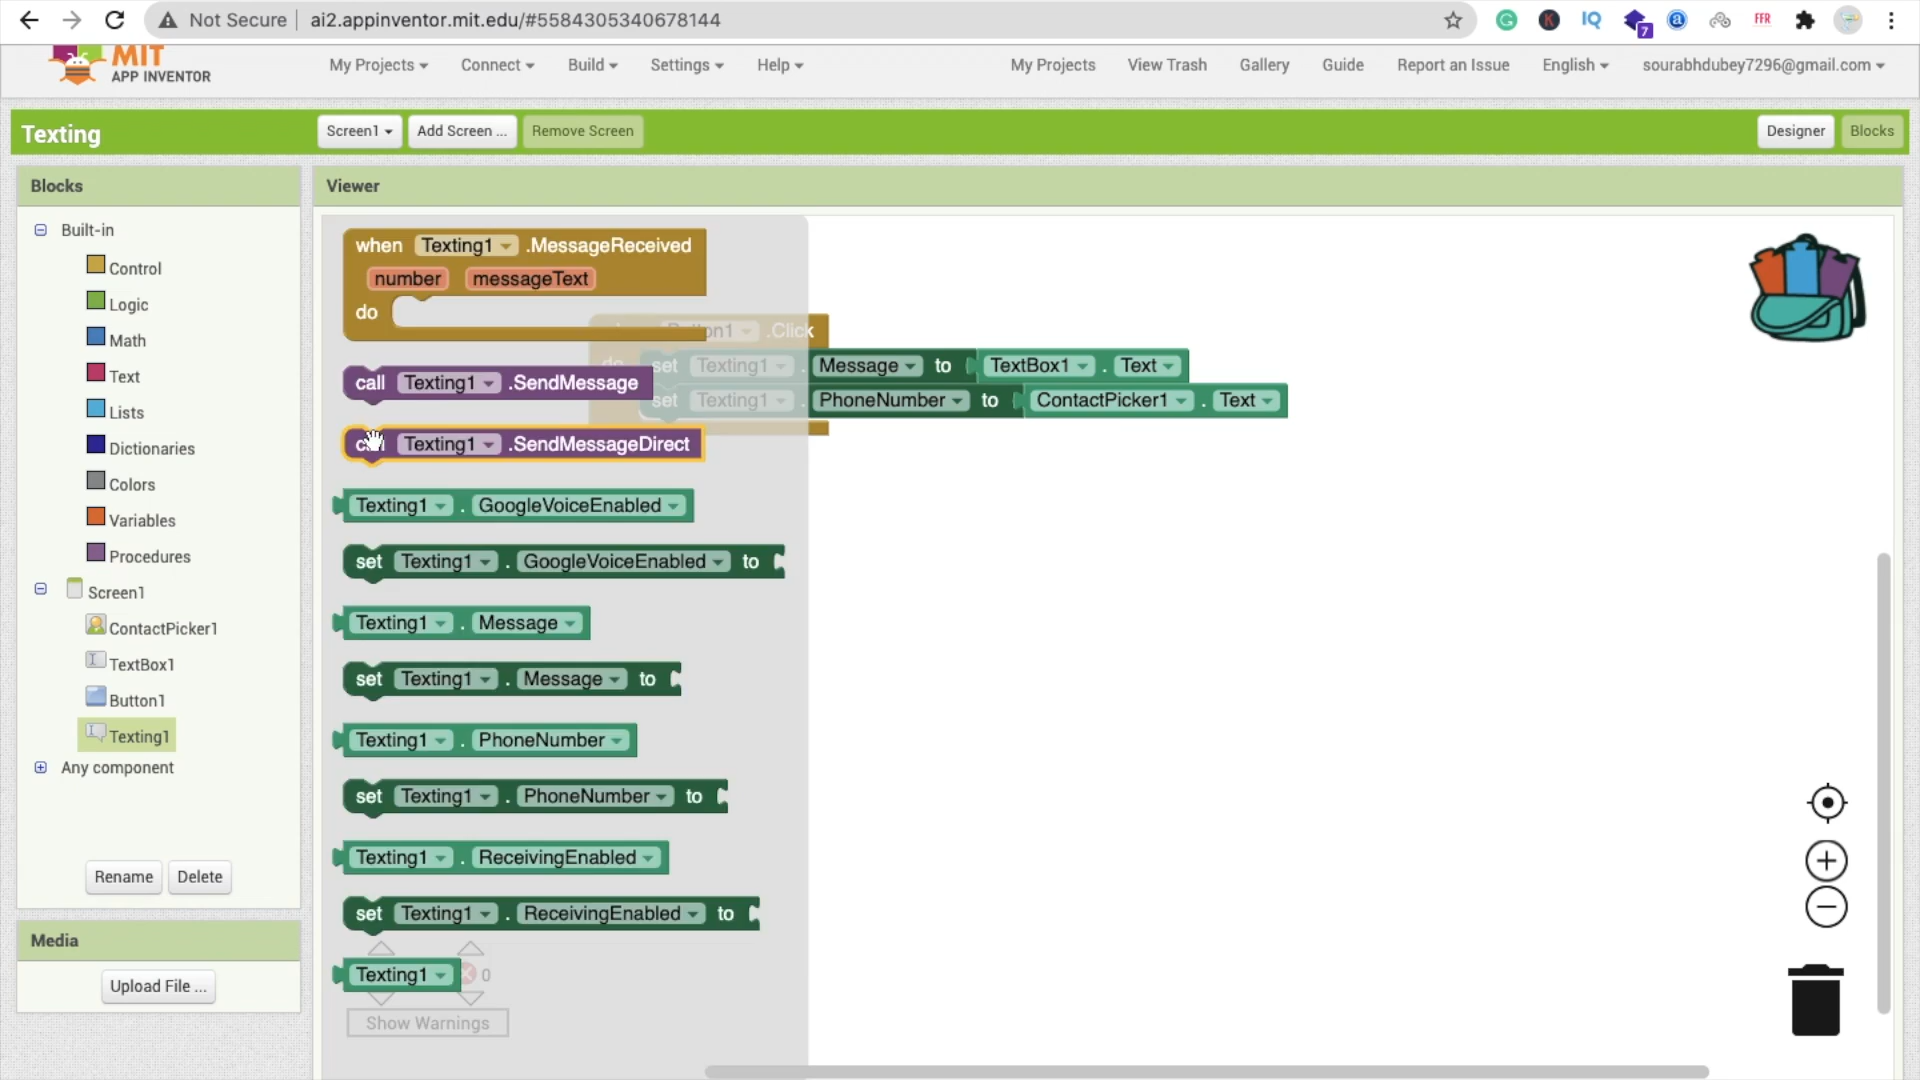 Not Secure | ai2.appinventor.mit.edu/#5584305340678144
IQ
7
FFR
MIT
APP INVENTOR
My Projects Connect Build Settings Help My Projects View Trash Gallery Guide Report an Issue English sourabhdubey7296@gmail.com
Texting Screen1 Add Screen ... Remove Screen Designer Blocks
Blocks
Viewer
Built-in
Control
Logic
Math
Text
Lists
Dictionaries
Colors
Variables
Procedures
Screen1
ContactPicker1
TextBox1
Button1
Texting1
Any component
Rename Delete
Media
Upload File ...
when Texting1 .MessageReceived
number messageText
do
call Texting1 .SendMessage
call Texting1 .SendMessageDirect
Texting1 . GoogleVoiceEnabled
set Texting1 . GoogleVoiceEnabled to
Texting1 . Message
set Texting1 . Message to
Texting1 . PhoneNumber
set Texting1 . PhoneNumber to
Texting1 . ReceivingEnabled
set Texting1 . ReceivingEnabled to
Texting1
0
Show Warnings
Button1 .Click
do set Texting1 . Message to TextBox1 . Text
set Texting1 . PhoneNumber to ContactPicker1 . Text